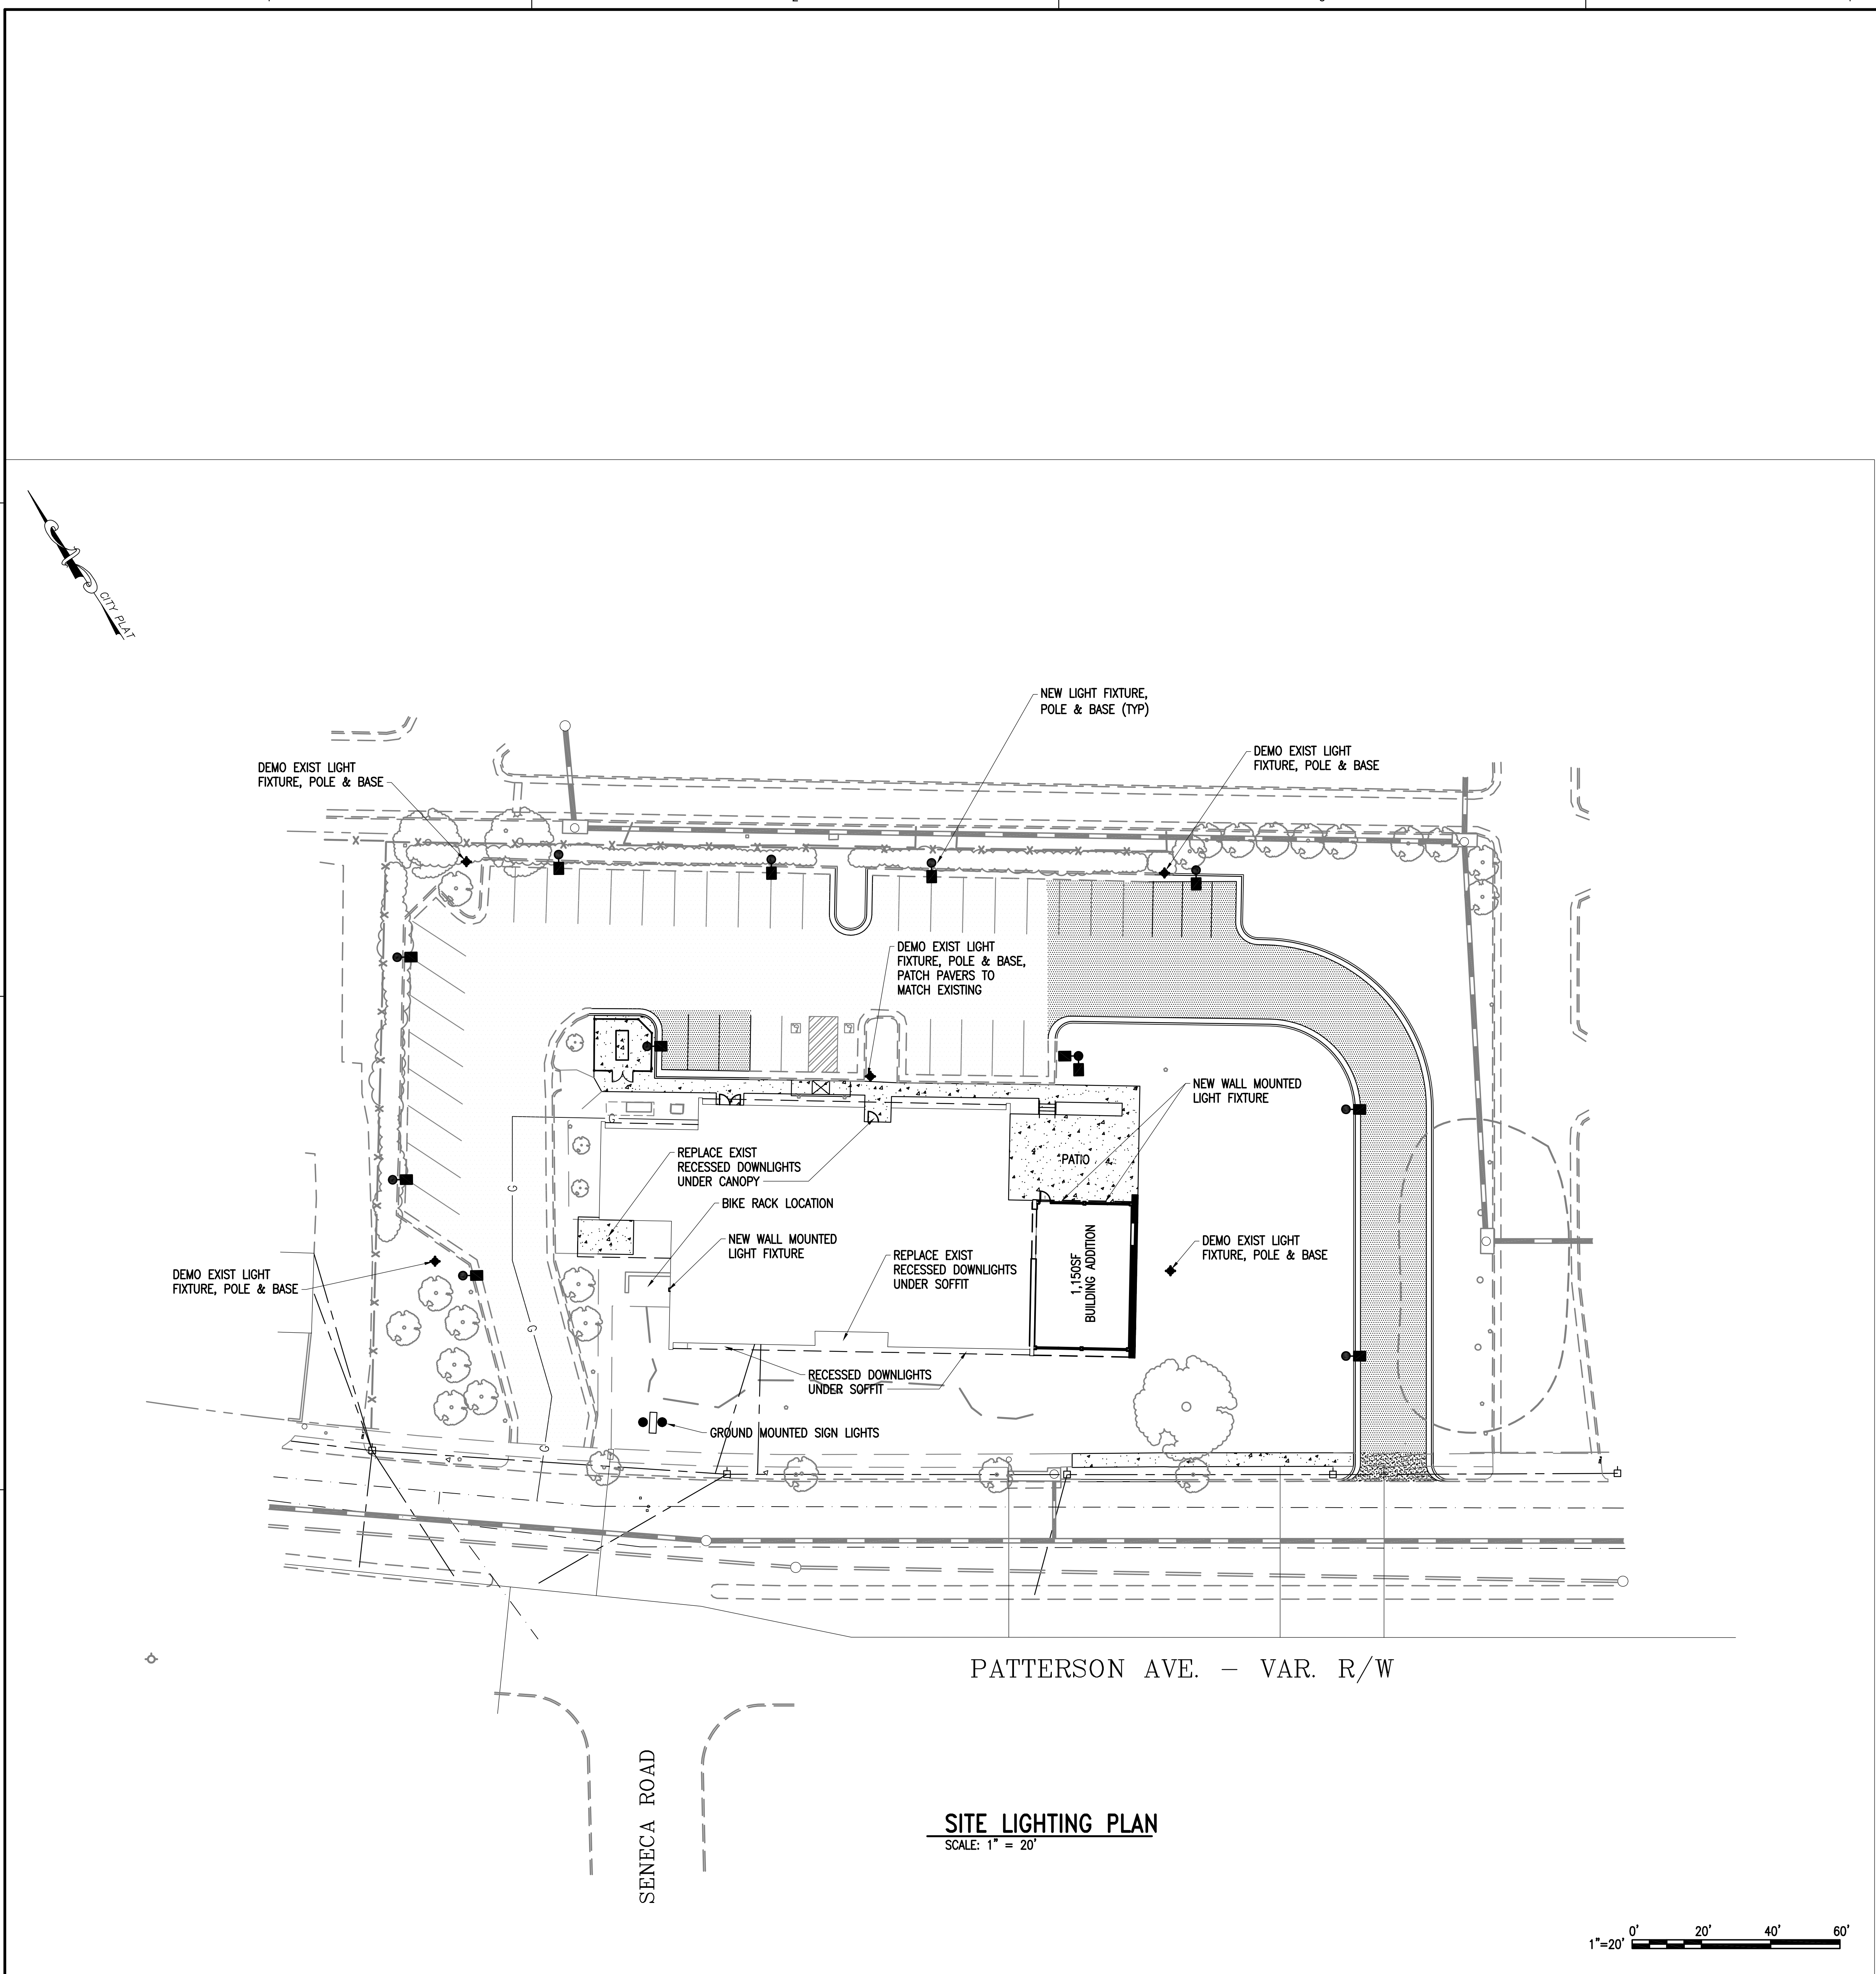 CITY PLAT
NEW LIGHT FIXTURE,
POLE & BASE (TYP)
DEMO EXIST LIGHT
FIXTURE, POLE & BASE
DEMO EXIST LIGHT
FIXTURE, POLE & BASE
DEMO EXIST LIGHT
FIXTURE, POLE & BASE,
PATCH PAVERS TO
MATCH EXISTING
NEW WALL MOUNTED
LIGHT FIXTURE
G
REPLACE EXIST
RECESSED DOWNLIGHTS
UNDER CANOPY
PATIO
G
BIKE RACK LOCATION
NEW WALL MOUNTED
LIGHT FIXTURE
REPLACE EXIST
RECESSED DOWNLIGHTS
UNDER SOFFIT
1,150SF
BUILDING ADDITION
DEMO EXIST LIGHT
FIXTURE, POLE & BASE
DEMO EXIST LIGHT
FIXTURE, POLE & BASE
G
RECESSED DOWNLIGHTS
UNDER SOFFIT
GROUND MOUNTED SIGN LIGHTS
G
PATTERSON AVE. – VAR. R/W
SENECA ROAD
SITE LIGHTING PLAN
SCALE: 1" = 20'
0' 20' 40' 60'
1"=20'